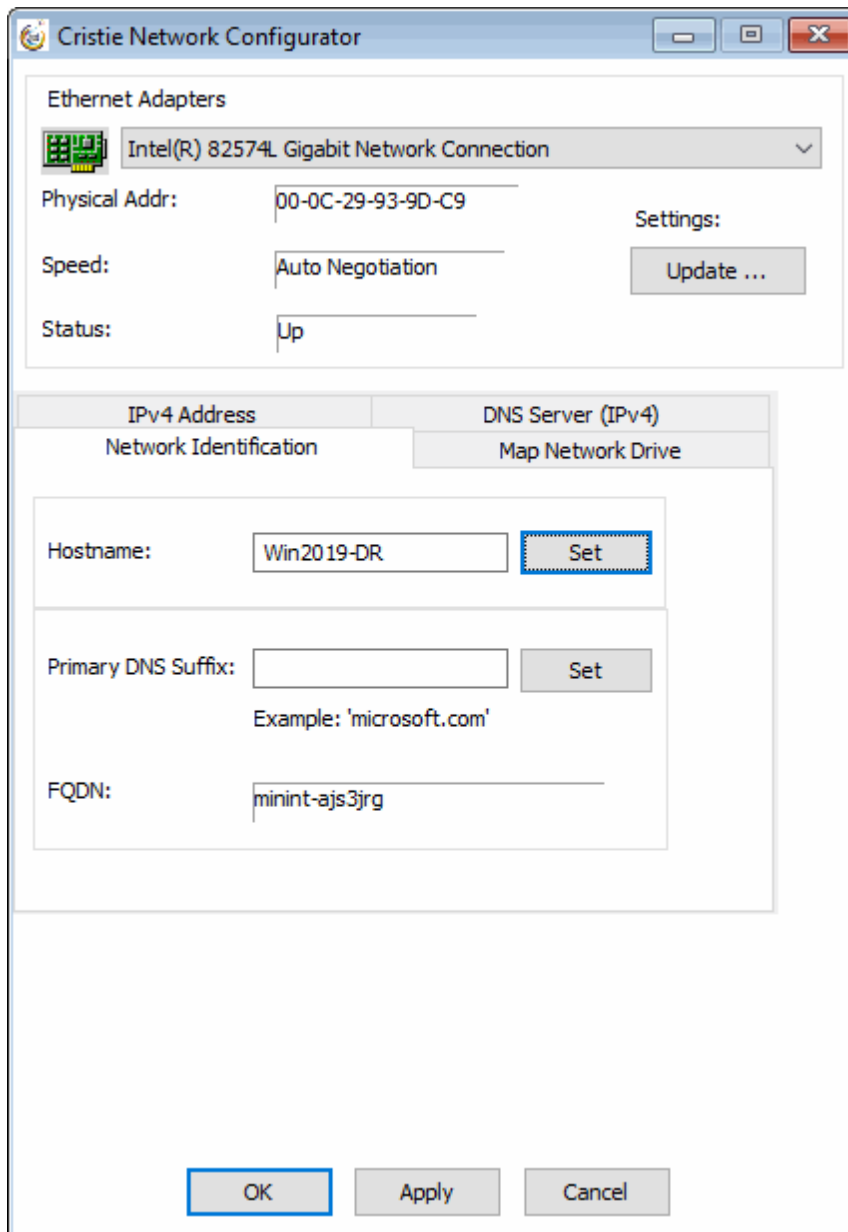 Cristie Network Configurator
Ethernet Adapters
Intel(R) 82574L Gigabit Network Connection
Physical Addr: 00-0C-29-93-9D-C9
Settings:
Speed: Auto Negotiation Update ...
Status: Up
IPv4 Address DNS Server (IPv4)
Network Identification Map Network Drive
Hostname: Win2019-DR Set
Primary DNS Suffix: Set
Example: 'microsoft.com'
FQDN: minint-ajs3jrg
OK Apply Cancel